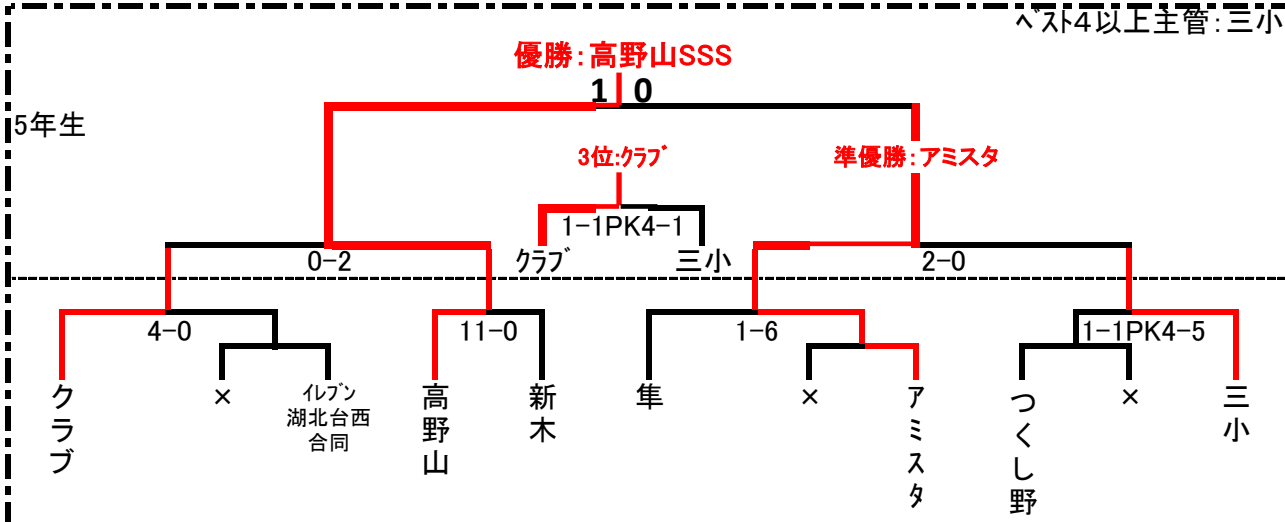 ベスト4以上主管：三小
優勝：高野山SSS
1 0
5年生
3位:クラブ
準優勝：アミスタ
1-1PK4-1
クラブ 三小
0-2
2-0
4-0
11-0
1-6
1-1PK4-5
クラブ
×
イレブン
湖北台西
合同
高野山
新木
隼
×
アミスタ
つくし野
×
三小